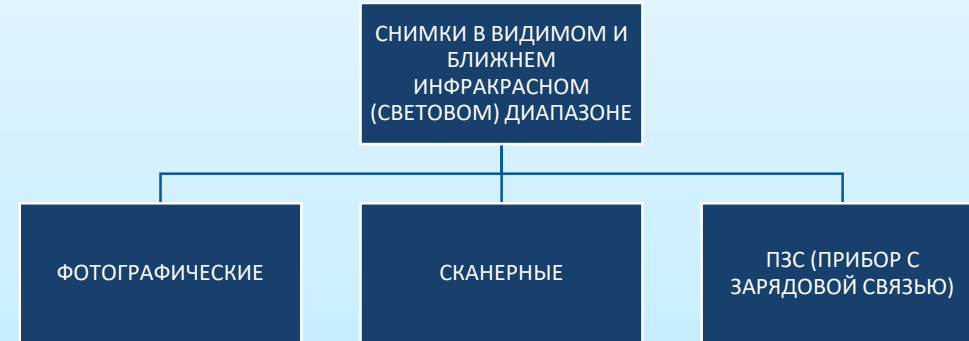 СНИМКИ В ВИДИМОМ И
БЛИЖНЕМ
ИНФРАКРАСНОМ
(СВЕТОВОМ) ДИАПАЗОНЕ
ФОТОГРАФИЧЕСКИЕ
СКАНЕРНЫЕ
ПЗС (ПРИБОР С
ЗАРЯДОВОЙ СВЯЗЬЮ)